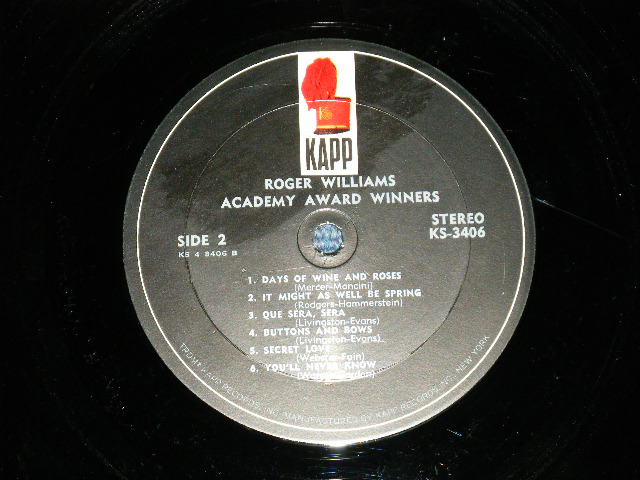 K
KAPP
ROGER WILLIAMS
ACADEMY AWARD WINNERS
SIDE 2
KS 4 3406 B
STEREO
KS-3406
1. DAYS OF WINE AND ROSES
(Mercer-Mancini)
2. IT MIGHT AS WELL BE SPRING
(Rodgers-Hammerstein)
3. QUE SERA, SERA
(Livingston-Evans)
4. BUTTONS AND BOWS
(Livingston-Evans)
5. SECRET LOVE
(Webster-Fain)
6. YOU'LL NEVER KNOW
KAPP RECORDS, INC. MANUFACTURED BY KAPP RECORDS, INC. NEW YORK